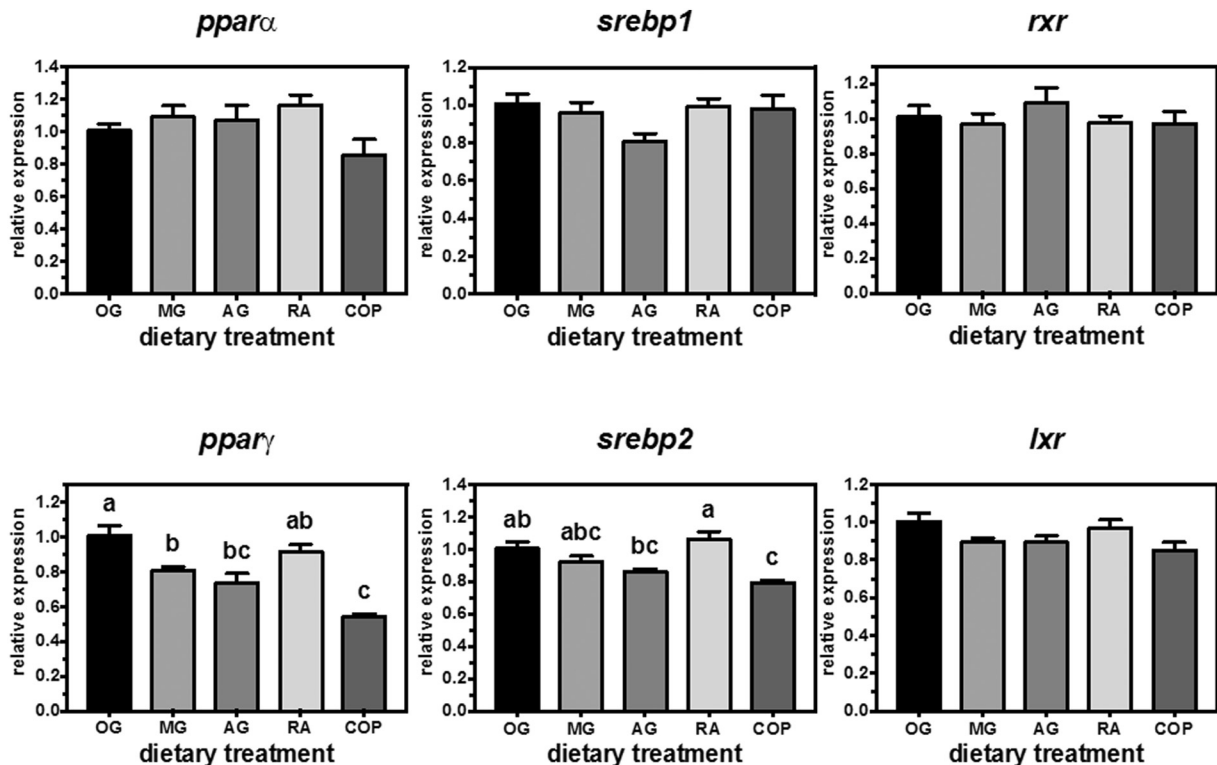 pparα
srebp1
rxr
relative expression
1.4
1.2
1.0
0.8
0.6
0.4
0.2
0.0
OG MG AG RA COP
dietary treatment
relative expression
1.2
1.0
0.8
0.6
0.4
0.2
0.0
OG MG AG RA COP
dietary treatment
relative expression
1.2
1.0
0.8
0.6
0.4
0.2
0.0
OG MG AG RA COP
dietary treatment
pparγ
srebp2
lxr
relative expression
1.2
1.0
0.8
0.6
0.4
0.2
0.0
a b bc ab c
OG MG AG RA COP
dietary treatment
relative expression
1.4
1.2
1.0
0.8
0.6
0.4
0.2
0.0
ab abc bc a c
OG MG AG RA COP
dietary treatment
relative expression
1.2
1.0
0.8
0.6
0.4
0.2
0.0
OG MG AG RA COP
dietary treatment